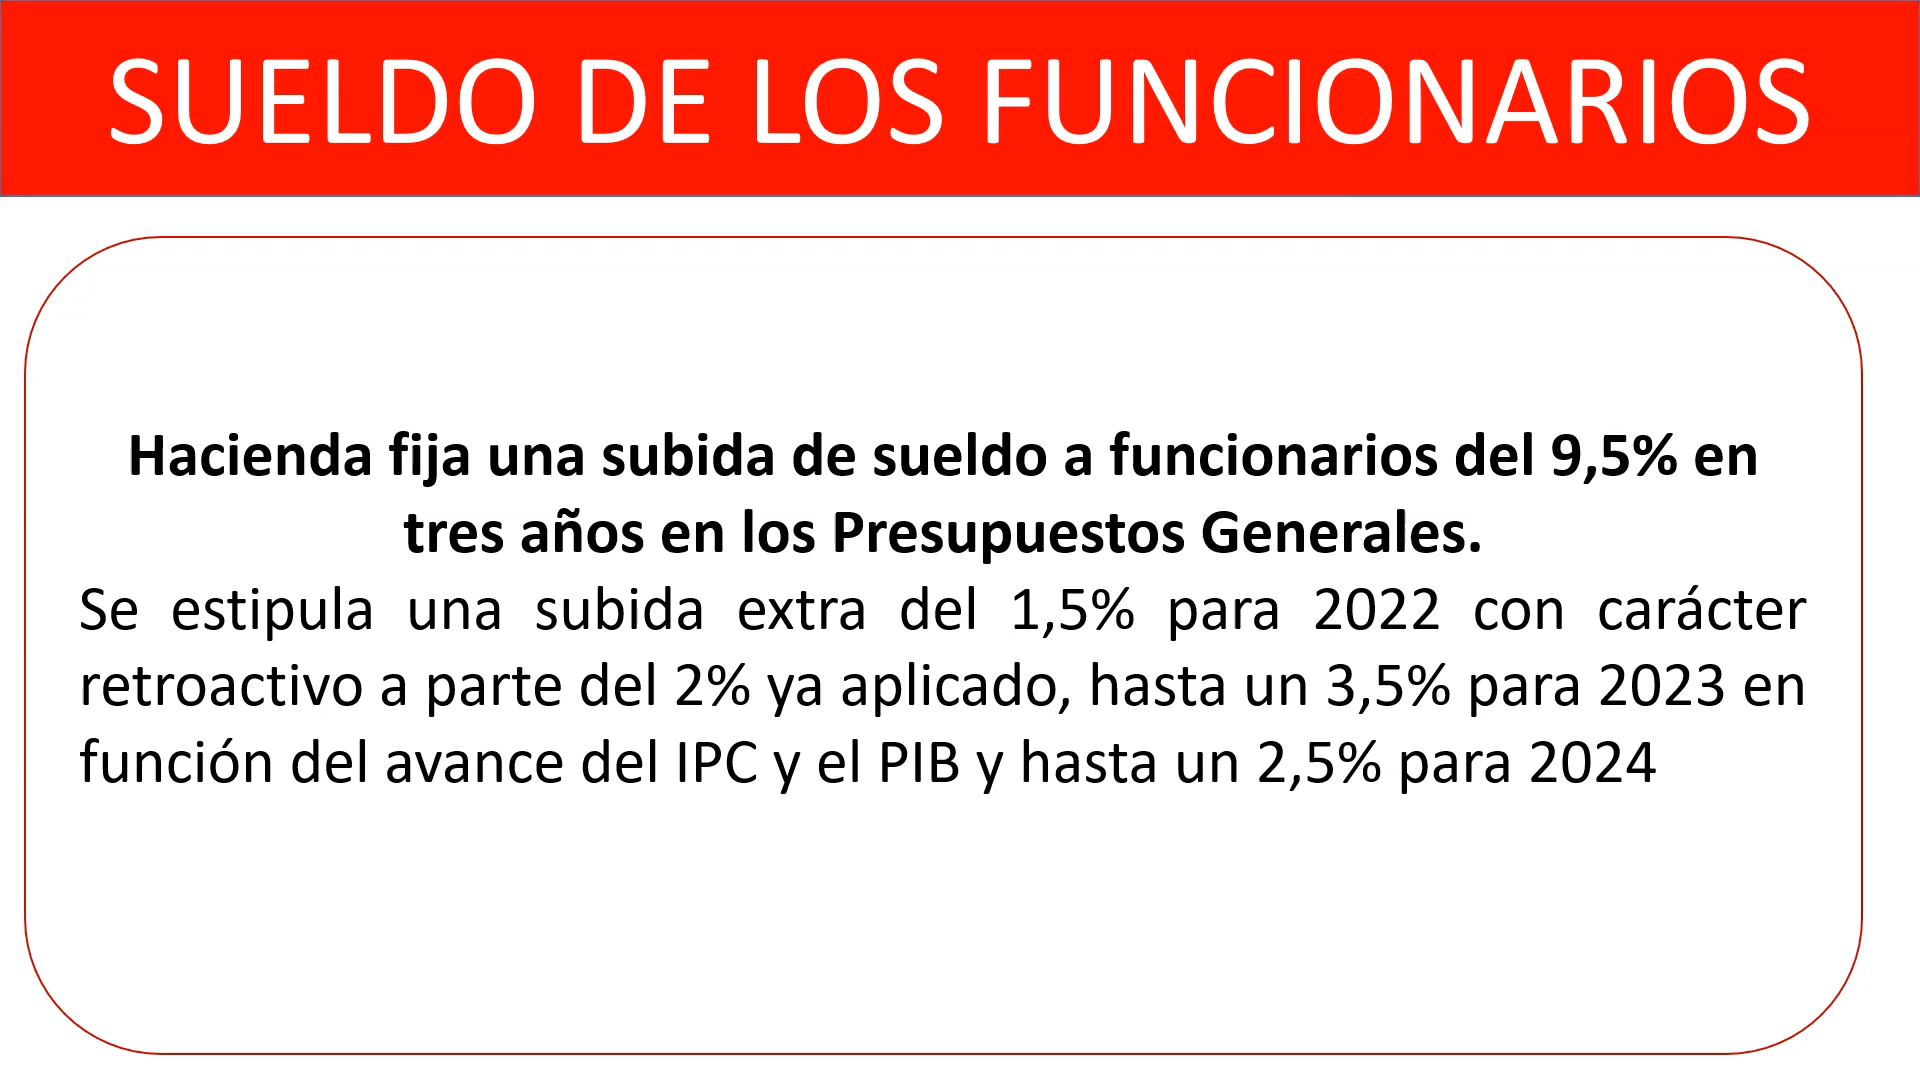 SUELDO DE LOS FUNCIONARIOS
Hacienda fija una subida de sueldo a funcionarios del 9,5% en
tres años en los Presupuestos Generales.
Se estipula una subida extra del 1,5% para 2022 con carácter
retroactivo a parte del 2% ya aplicado, hasta un 3,5% para 2023 en
función del avance del IPC y el PIB y hasta un 2,5% para 2024